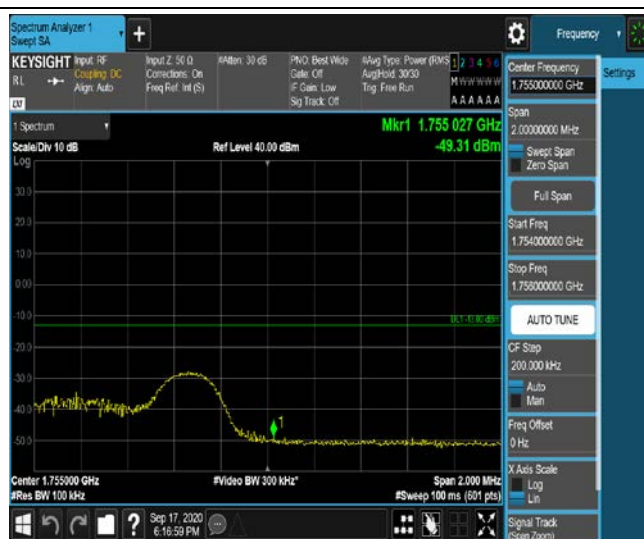 Spectrum Analyzer 1
Swept SA
Frequency
KEYSIGHT
Input: RF
Coupling: DC
Align: Auto
RL
Input Z: 50 Ω
Corrections: On
Freq Ref: Int (S)
#Atten: 30 dB
PNO: Best Wide
Gate: Off
IF Gain: Low
Sig Track: Off
#Avg Type: Power (RMS
Avg|Hold: 30/30
Trig: Free Run
1 2 3 4 5 6
M W W W W W
A A A A A A
1 Spectrum
Mkr1 1.755 027 GHz
Scale/Div 10 dB
Ref Level 40.00 dBm
-49.31 dBm
Log
30.0
20.0
10.0
0.00
-10.0
DL1 -13.00 dBm
-20.0
-30.0
-40.0
1
-50.0
Center 1.755000 GHz
#Video BW 300 kHz*
Span 2.000 MHz
#Res BW 100 kHz
#Sweep 100 ms (601 pts)
Sep 17, 2020
6:16:59 PM
Center Frequency
1.755000000 GHz
Settings
Span
2.00000000 MHz
Swept Span
Zero Span
Full Span
Start Freq
1.754000000 GHz
Stop Freq
1.756000000 GHz
AUTO TUNE
CF Step
200.000 kHz
Auto
Man
Freq Offset
0 Hz
X Axis Scale
Log
Lin
Signal Track
(Span Zoom)